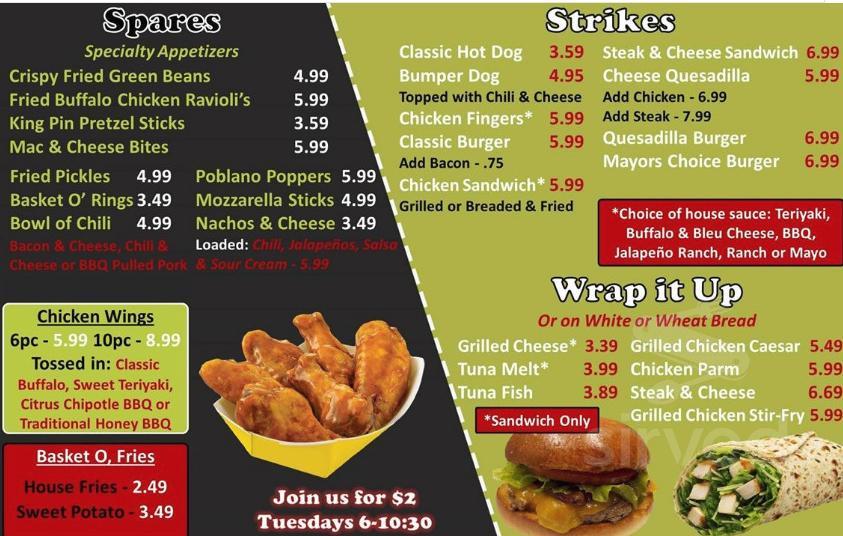 Spares
Specialty Appetizers
Crispy Fried Green Beans 4.99
Fried Buffalo Chicken Ravioli's 5.99
King Pin Pretzel Sticks 3.59
Mac & Cheese Bites 5.99
Fried Pickles 4.99 Poblano Poppers 5.99
Basket O' Rings 3.49 Mozzarella Sticks 4.99
Bowl of Chili 4.99 Nachos & Cheese 3.49
Bacon & Cheese, Chili & Loaded: Chili, Jalapeños, Salsa
Cheese or BBQ Pulled Pork & Sour Cream - 5.99
Chicken Wings
6pc - 5.99 10pc - 8.99
Tossed in: Classic
Buffalo, Sweet Teriyaki,
Citrus Chipotle BBQ or
Traditional Honey BBQ
Basket O, Fries
House Fries - 2.49
Sweet Potato - 3.49
Join us for $2
Tuesdays 6-10:30
Strikes
Classic Hot Dog 3.59
Bumper Dog 4.95
Topped with Chili & Cheese
Chicken Fingers* 5.99
Classic Burger 5.99
Add Bacon - .75
Chicken Sandwich* 5.99
Grilled or Breaded & Fried
Steak & Cheese Sandwich 6.99
Cheese Quesadilla 5.99
Add Chicken - 6.99
Add Steak - 7.99
Quesadilla Burger 6.99
Mayors Choice Burger 6.99
*Choice of house sauce: Teriyaki,
Buffalo & Bleu Cheese, BBQ,
Jalapeño Ranch, Ranch or Mayo
Wrap it Up
Or on White or Wheat Bread
Grilled Cheese* 3.39 Grilled Chicken Caesar 5.49
Tuna Melt* 3.99 Chicken Parm 5.99
Tuna Fish 3.89 Steak & Cheese 6.69
*Sandwich Only Grilled Chicken Stir-Fry 5.99
sirved